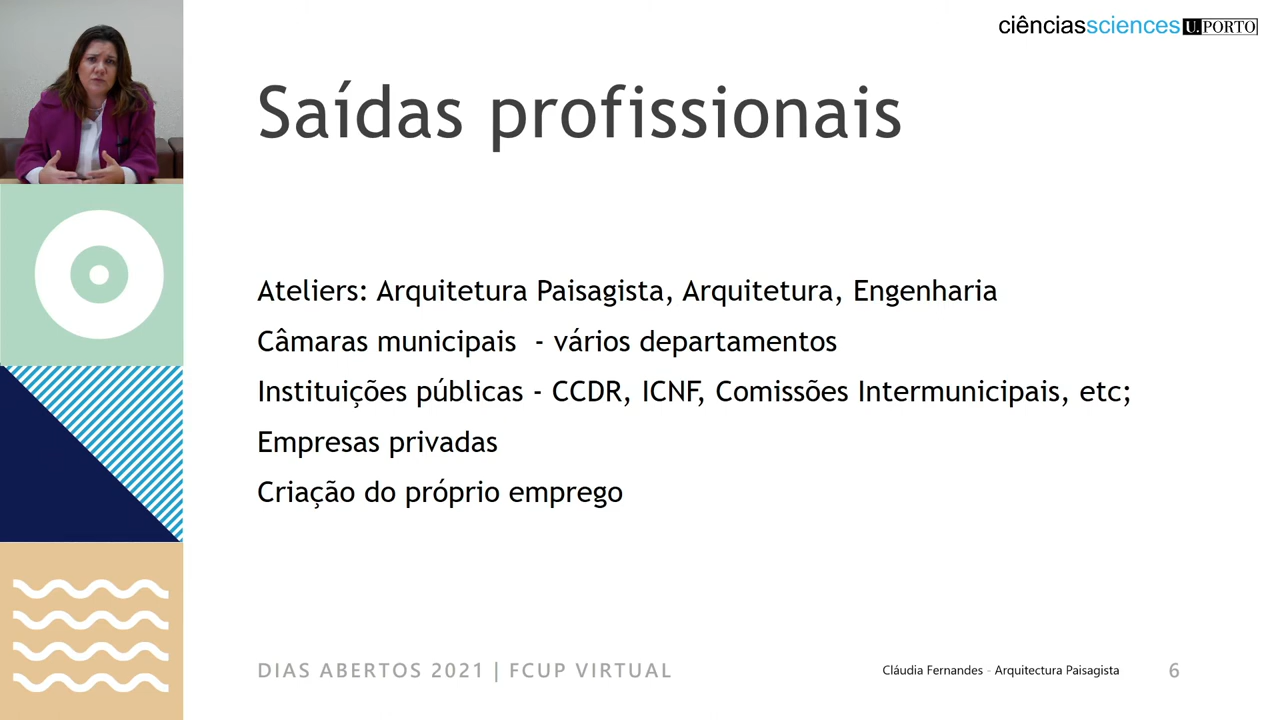 ciênciassciences U.PORTO
Saídas profissionais
Ateliers: Arquitetura Paisagista, Arquitetura, Engenharia
Câmaras municipais - vários departamentos
Instituições públicas - CCDR, ICNF, Comissões Intermunicipais, etc;
Empresas privadas
Criação do próprio emprego
DIAS ABERTOS 2021 | FCUP VIRTUAL
Cláudia Fernandes - Arquitectura Paisagista
6